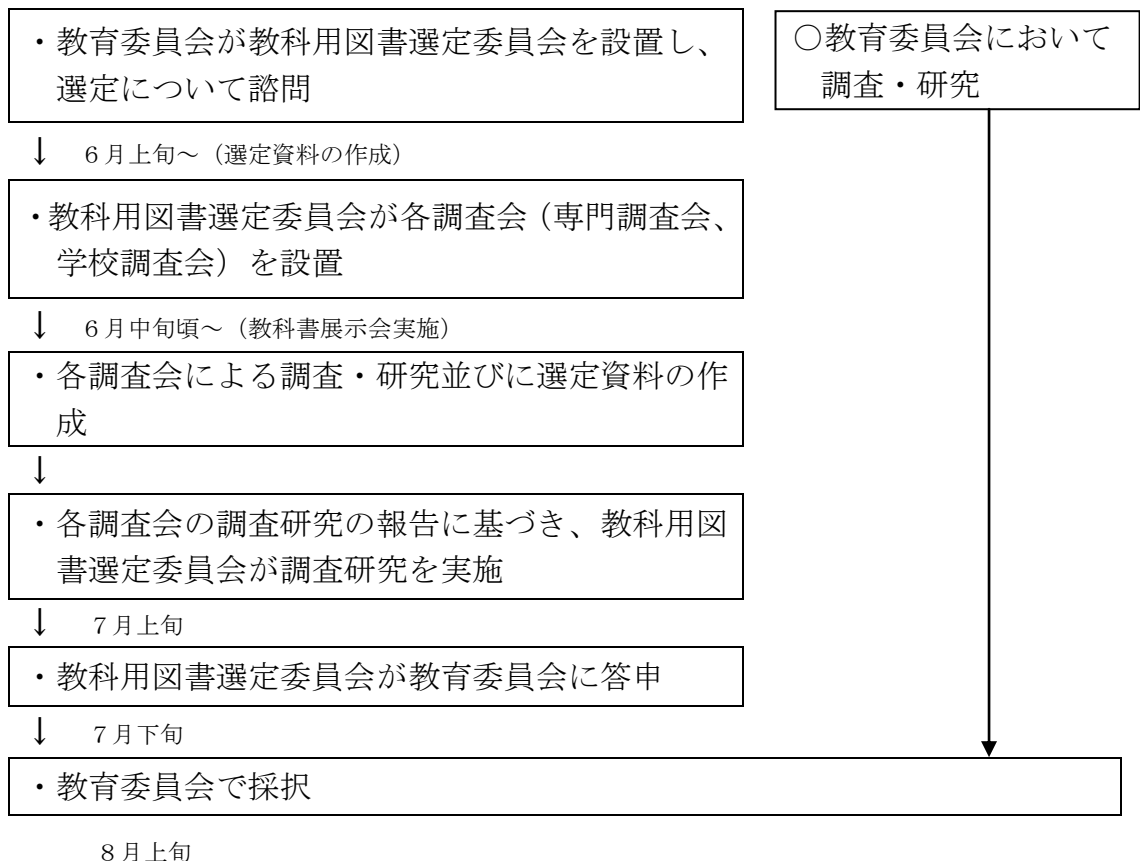 ・教育委員会が教科用図書選定委員会を設置し、
選定について諮問
○教育委員会において
調査・研究
↓ 6月上旬~(選定資料の作成)
・教科用図書選定委員会が各調査会(専門調査会、
学校調査会)を設置
↓ 6月中旬頃~(教科書展示会実施)
・各調査会による調査・研究並びに選定資料の作
成
↓
・各調査会の調査研究の報告に基づき、教科用図
書選定委員会が調査研究を実施
↓ 7月上旬
・教科用図書選定委員会が教育委員会に答申
↓ 7月下旬
・教育委員会で採択
8月上旬